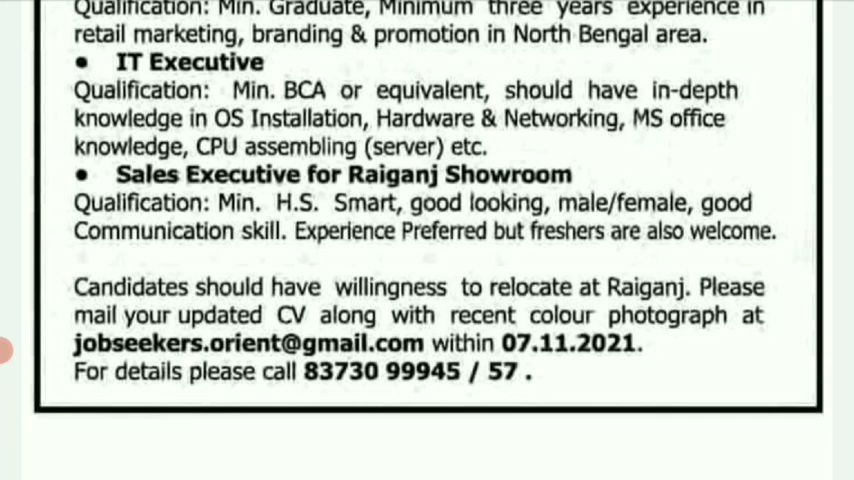 Qualification: Min. Graduate, Minimum three years experience in
retail marketing, branding & promotion in North Bengal area.
• IT Executive
Qualification: Min. BCA or equivalent, should have in-depth
knowledge in OS Installation, Hardware & Networking, MS office
knowledge, CPU assembling (server) etc.
• Sales Executive for Raiganj Showroom
Qualification: Min. H.S. Smart, good looking, male/female, good
Communication skill. Experience Preferred but freshers are also welcome.
Candidates should have willingness to relocate at Raiganj. Please
mail your updated CV along with recent colour photograph at
jobseekers.orient@gmail.com within 07.11.2021.
For details please call 83730 99945 / 57 .